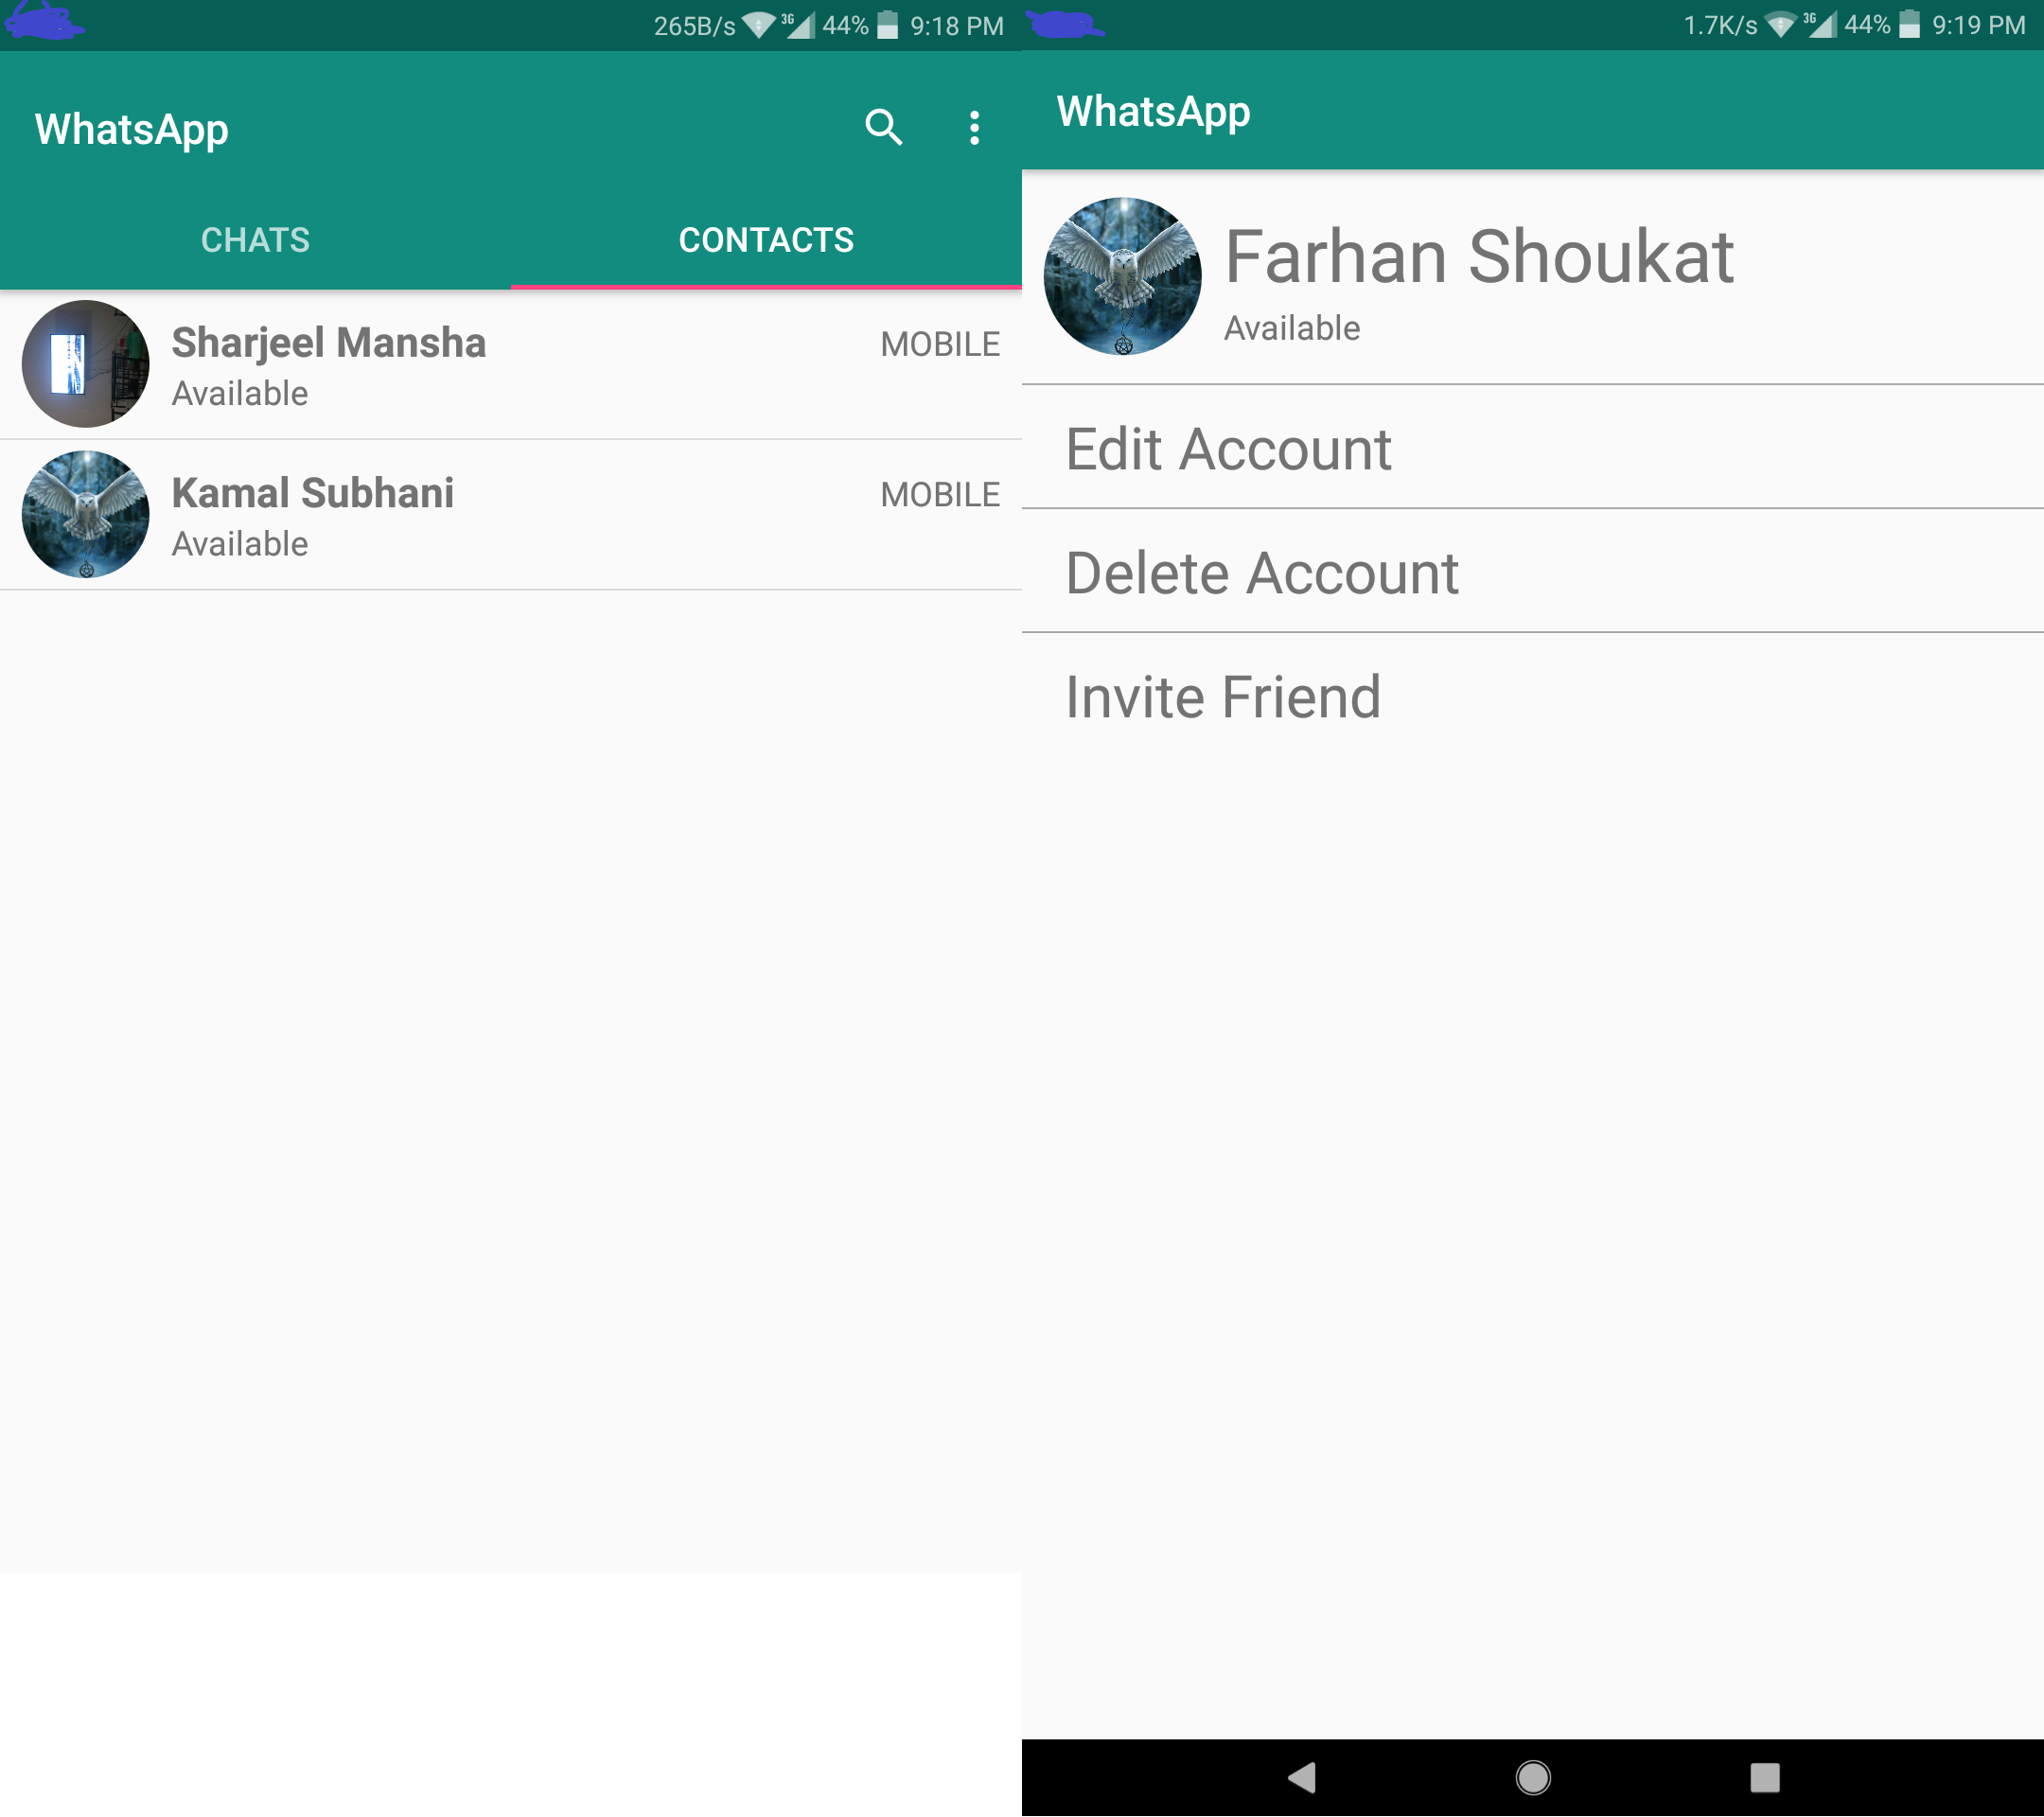 265B/s 3G 44% 9:18 PM
WhatsApp
CHATS CONTACTS
Sharjeel Mansha MOBILE
Available
Kamal Subhani MOBILE
Available
1.7K/s 3G 44% 9:19 PM
WhatsApp
Farhan Shoukat
Available
Edit Account
Delete Account
Invite Friend